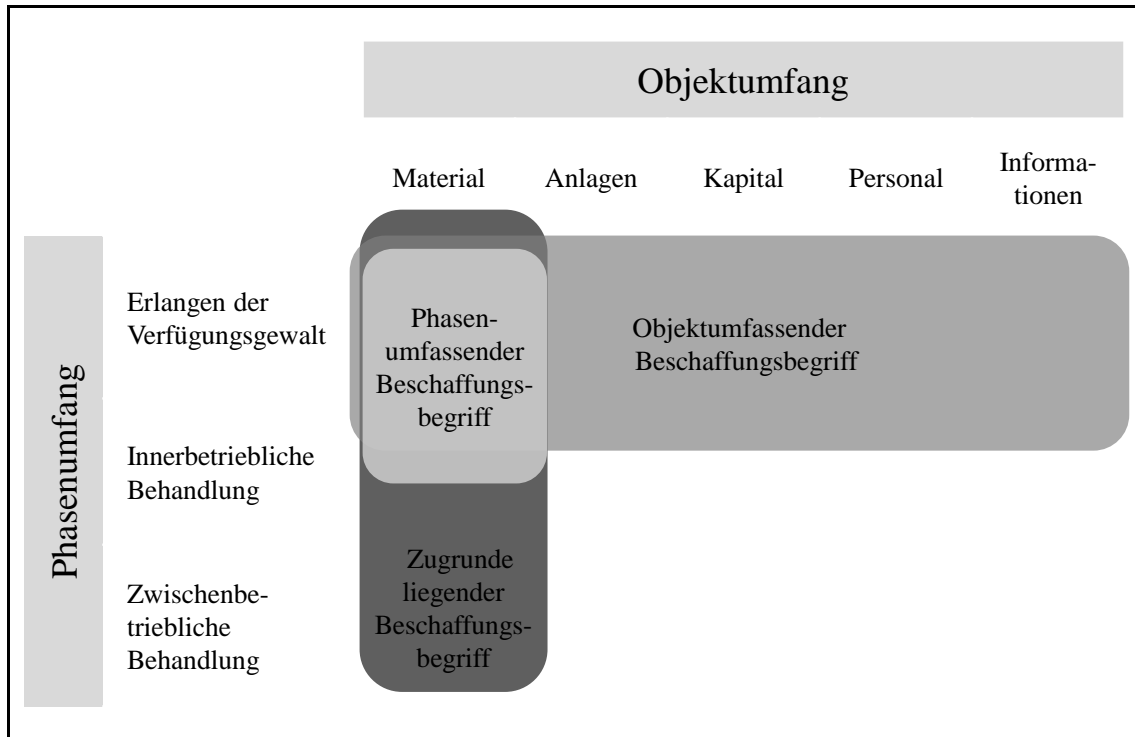 Objektumfang
Material
Anlagen
Kapital
Personal
Informa-
tionen
Phasenumfang
Erlangen der
Verfügungsgewalt
Phasen-
umfassender
Beschaffungs-
begriff
Objektumfassender
Beschaffungsbegriff
Innerbetriebliche
Behandlung
Zwischenbe-
triebliche
Behandlung
Zugrunde
liegender
Beschaffungs-
begriff